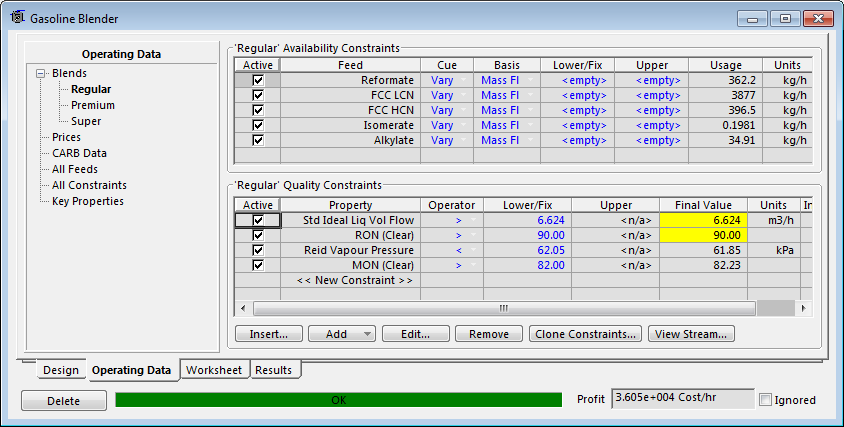 Gasoline Blender
Operating Data
Blends
Regular
Premium
Super
Prices
CARB Data
All Feeds
All Constraints
Key Properties
'Regular' Availability Constraints
Active Feed Cue Basis Lower/Fix Upper Usage Units
Reformate Vary Mass Fl <empty> <empty> 362.2 kg/h
FCC LCN Vary Mass Fl <empty> <empty> 3877 kg/h
FCC HCN Vary Mass Fl <empty> <empty> 396.5 kg/h
Isomerate Vary Mass Fl <empty> <empty> 0.1981 kg/h
Alkylate Vary Mass Fl <empty> <empty> 34.91 kg/h
'Regular' Quality Constraints
Active Property Operator Lower/Fix Upper Final Value Units In
Std Ideal Liq Vol Flow > 6.624 <n/a> 6.624 m3/h
RON (Clear) > 90.00 <n/a> 90.00
Reid Vapour Pressure < 62.05 <n/a> 61.85 kPa
MON (Clear) > 82.00 <n/a> 82.23
<< New Constraint >>
Insert... Add Edit... Remove Clone Constraints... View Stream...
Design Operating Data Worksheet Results
Delete OK Profit 3.605e+004 Cost/hr Ignored